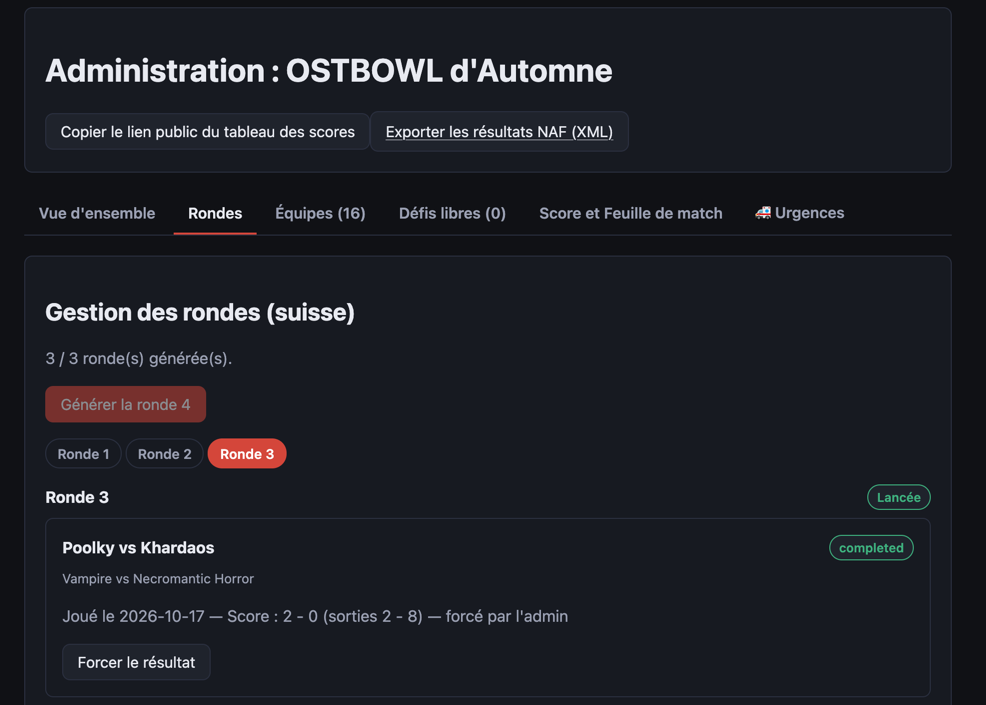 Administration : OSTBOWL d'Automne
Copier le lien public du tableau des scores
Exporter les résultats NAF (XML)
Vue d'ensemble
Rondes
Équipes (16)
Défis libres (0)
Score et Feuille de match
🚑 Urgences
Gestion des rondes (suisse)
3 / 3 ronde(s) générée(s).
Générer la ronde 4
Ronde 1
Ronde 2
Ronde 3
Ronde 3
Lancée
Poolky vs Khardaos
completed
Vampire vs Necromantic Horror
Joué le 2026-10-17 — Score : 2 - 0 (sorties 2 - 8) — forcé par l'admin
Forcer le résultat